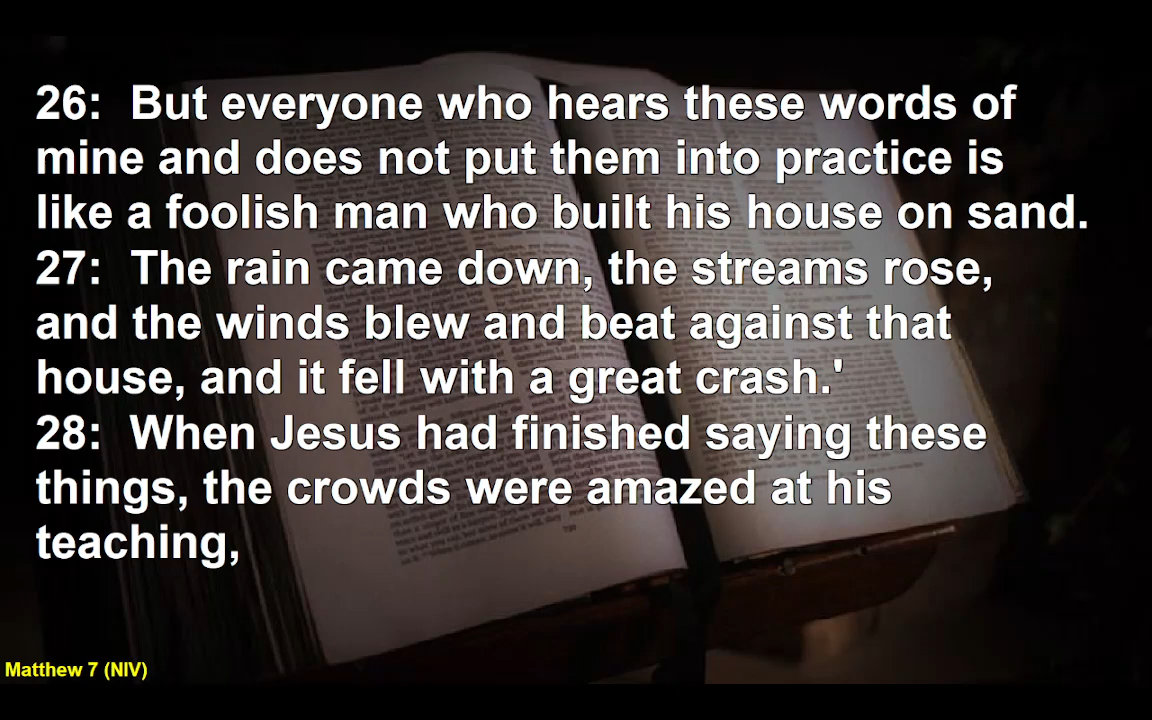 26: But everyone who hears these words of
mine and does not put them into practice is
like a foolish man who built his house on sand.
27: The rain came down, the streams rose,
and the winds blew and beat against that
house, and it fell with a great crash.'
28: When Jesus had finished saying these
things, the crowds were amazed at his
teaching,
Matthew 7 (NIV)